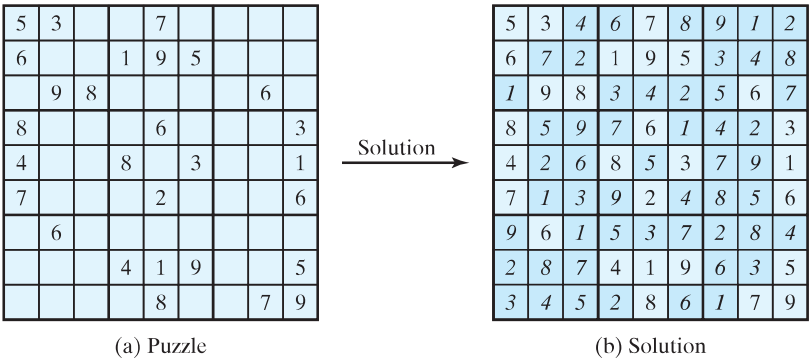 5 3 7 5 3 4 6 7 8 9 1 2
6 1 9 5 6 7 2 1 9 5 3 4 8
9 8 6 1 9 8 3 4 2 5 6 7
8 6 3 8 5 9 7 6 1 4 2 3
Solution
4 8 3 1 4 2 6 8 5 3 7 9 1
7 2 6 7 1 3 9 2 4 8 5 6
6 9 6 1 5 3 7 2 8 4
4 1 9 5 2 8 7 4 1 9 6 3 5
8 7 9 3 4 5 2 8 6 1 7 9
(a) Puzzle (b) Solution